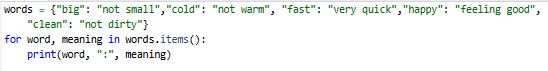 words = {"big": "not small","cold": "not warm", "fast": "very quick","happy": "feeling good",
    "clean": "not dirty"}
for word, meaning in words.items():
    print(word, ":", meaning)